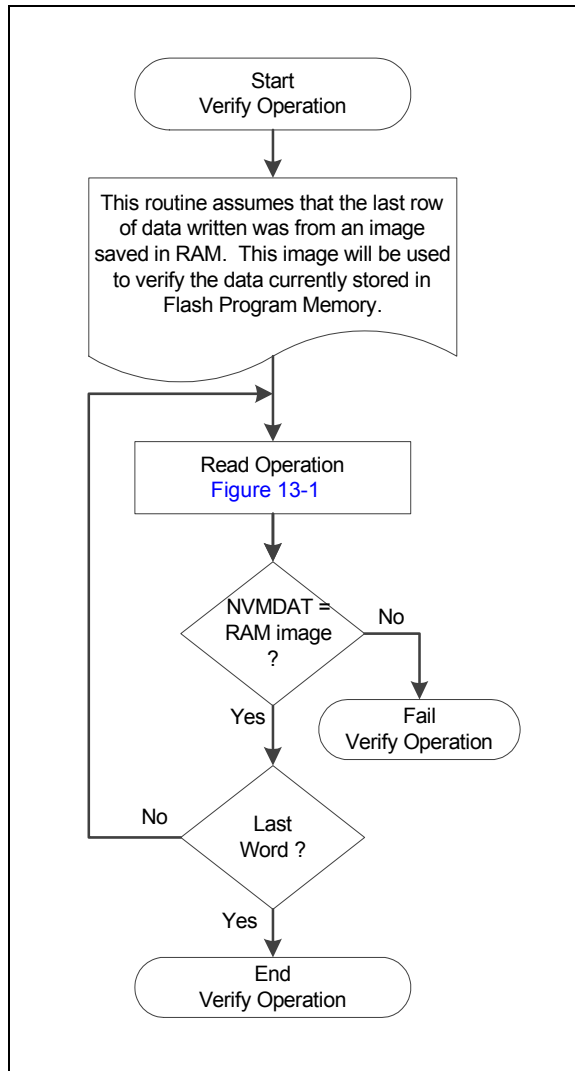 Start
Verify Operation
This routine assumes that the last row
of data written was from an image
saved in RAM. This image will be used
to verify the data currently stored in
Flash Program Memory.
Read Operation
Figure 13-1
NVMDAT =
RAM image
?
No
Yes
Fail
Verify Operation
No
Last
Word ?
Yes
End
Verify Operation